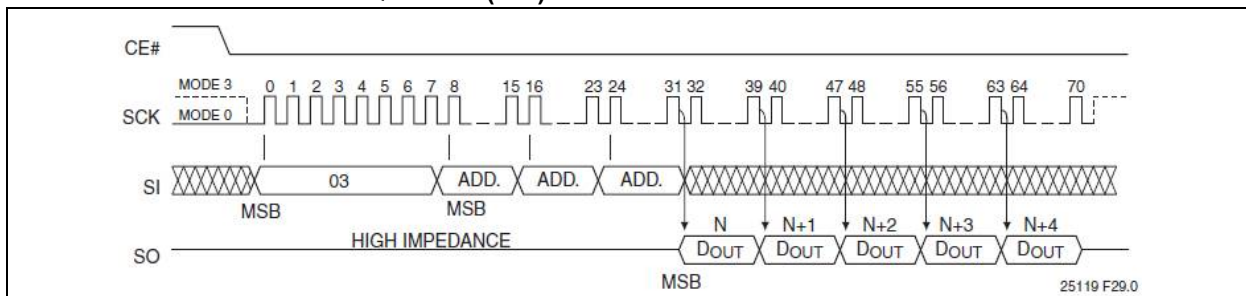 CE#
MODE 3 0 1 2 3 4 5 6 7 8 15 16 23 24 31 32 39 40 47 48 55 56 63 64 70
SCK MODE 0
SI 03 ADD. ADD. ADD.
MSB MSB
N N+1 N+2 N+3 N+4
SO HIGH IMPEDANCE DOUT DOUT DOUT DOUT DOUT
MSB
25119 F29.0